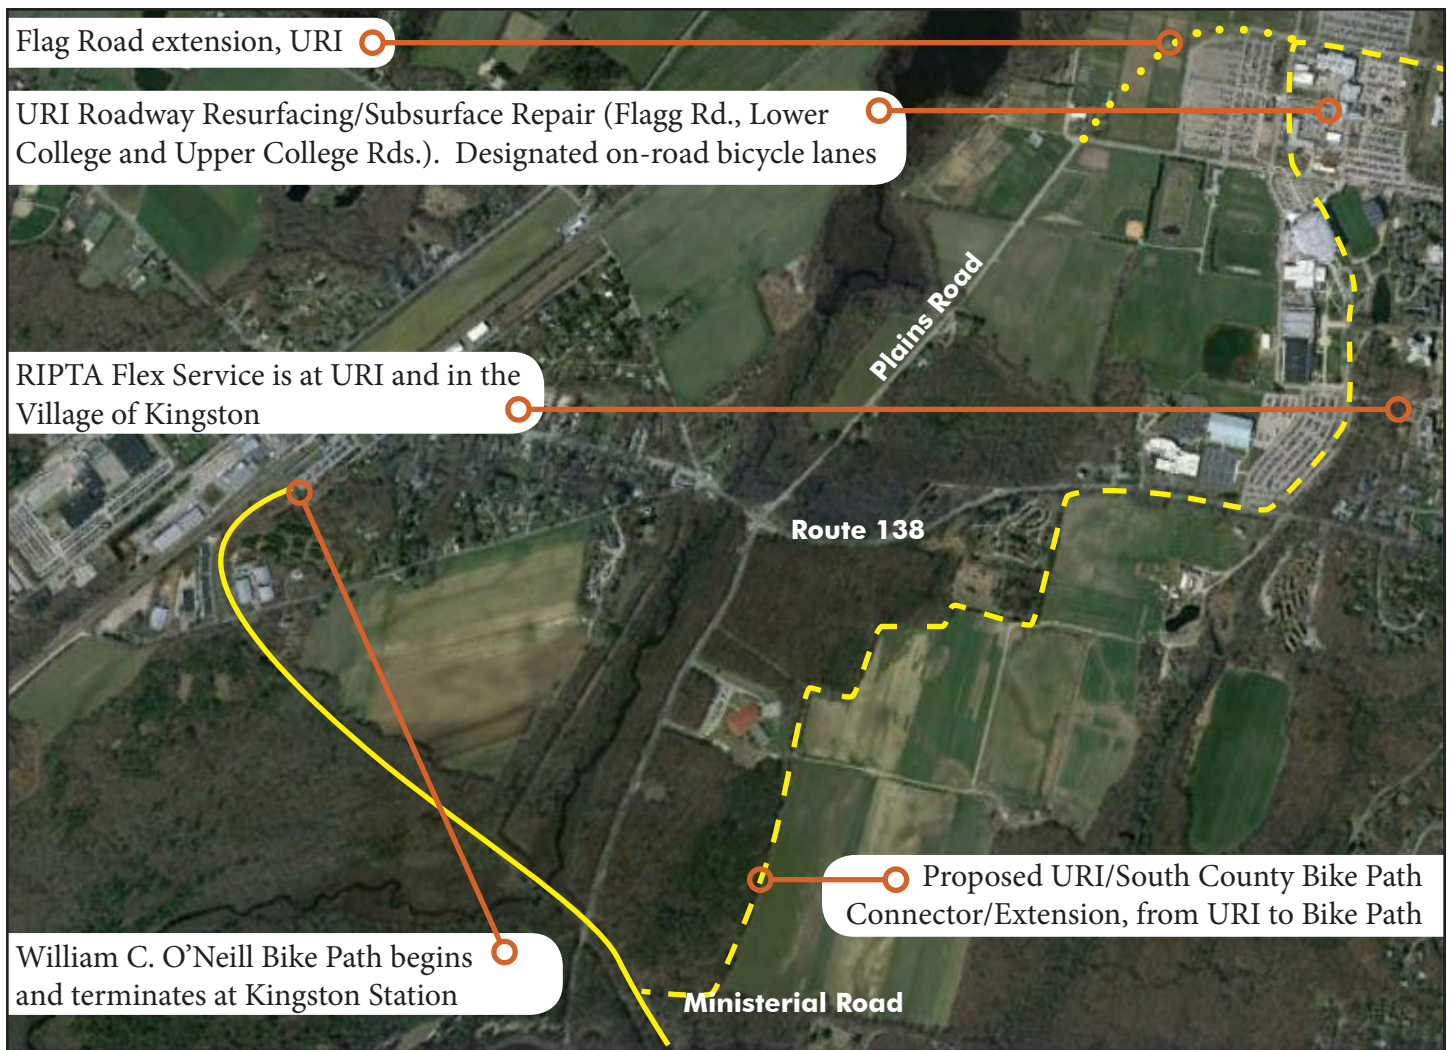 Flag Road extension, URI
URI Roadway Resurfacing/Subsurface Repair (Flagg Rd., Lower
College and Upper College Rds.).  Designated on-road bicycle lanes
Plains Road
RIPTA Flex Service is at URI and in the
Village of Kingston
Route 138
Proposed URI/South County Bike Path
Connector/Extension, from URI to Bike Path
William C. O'Neill Bike Path begins
and terminates at Kingston Station
Ministerial Road